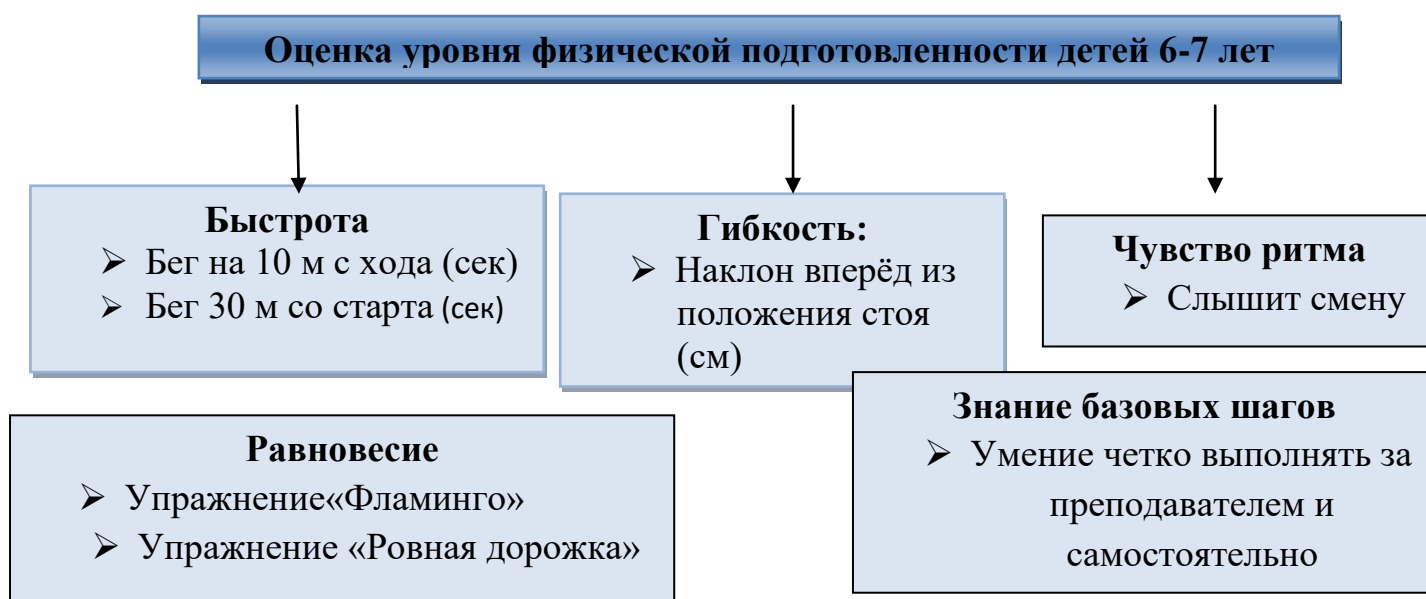 Оценка уровня физической подготовленности детей 6-7 лет
Быстрота
➢ Бег на 10 м с хода (сек)
➢ Бег 30 м со старта (сек)
Гибкость:
➢ Наклон вперёд из
положения стоя
(см)
Чувство ритма
➢ Слышит смену
Равновесие
➢ Упражнение«Фламинго»
➢ Упражнение «Ровная дорожка»
Знание базовых шагов
➢ Умение четко выполнять за
преподавателем и
самостоятельно